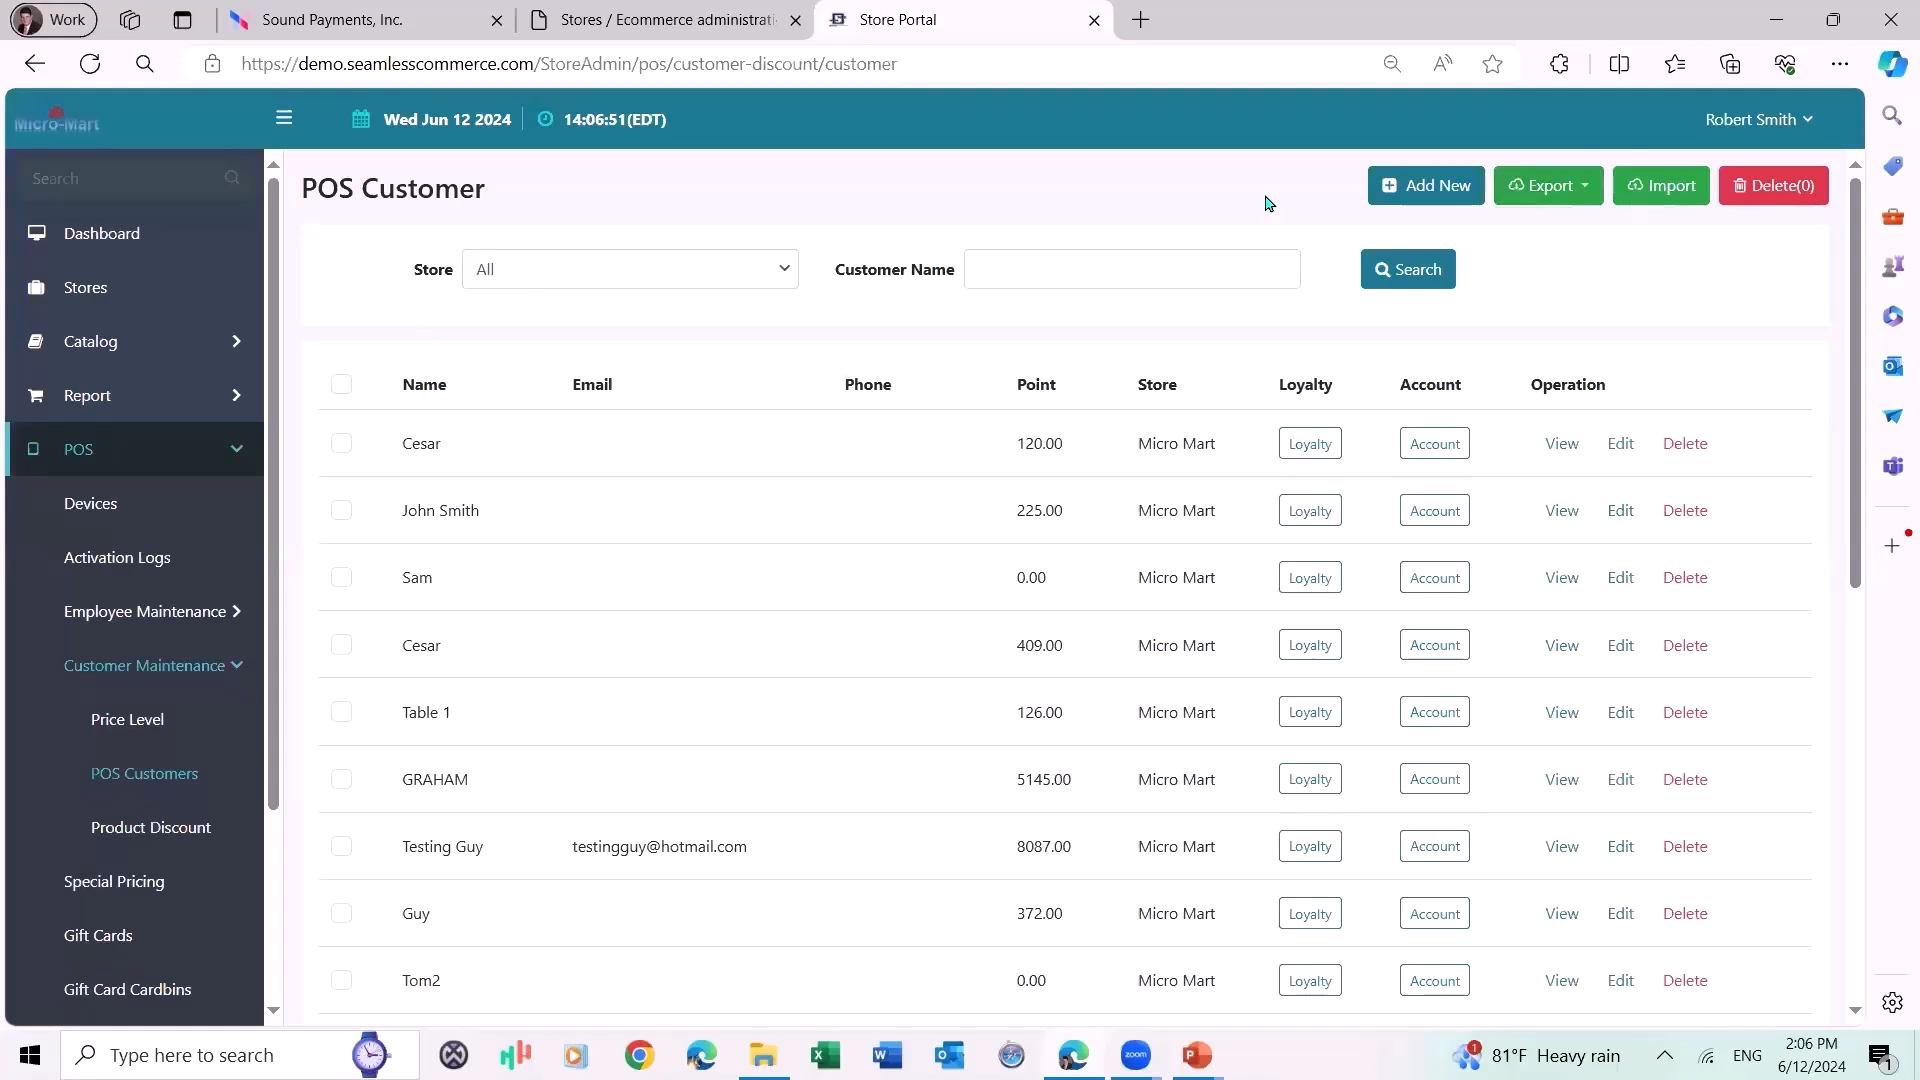 Work
Sound Payments, Inc.
Stores / Ecommerce administrati
Store Portal
https://demo.seamlesscommerce.com/StoreAdmin/pos/customer-discount/customer
Micro-Mart
Wed Jun 12 2024
14:06:51(EDT)
Robert Smith
Search
Dashboard
Stores
Catalog
Report
POS
Devices
Activation Logs
Employee Maintenance
Customer Maintenance
Price Level
POS Customers
Product Discount
Special Pricing
Gift Cards
Gift Card Cardbins
POS Customer
Add New
Export
Import
Delete(0)
Store All Customer Name Search
Name Email Phone Point Store Loyalty Account Operation
Cesar 120.00 Micro Mart Loyalty Account View Edit Delete
John Smith 225.00 Micro Mart Loyalty Account View Edit Delete
Sam 0.00 Micro Mart Loyalty Account View Edit Delete
Cesar 409.00 Micro Mart Loyalty Account View Edit Delete
Table 1 126.00 Micro Mart Loyalty Account View Edit Delete
GRAHAM 5145.00 Micro Mart Loyalty Account View Edit Delete
Testing Guy testingguy@hotmail.com 8087.00 Micro Mart Loyalty Account View Edit Delete
Guy 372.00 Micro Mart Loyalty Account View Edit Delete
Tom2 0.00 Micro Mart Loyalty Account View Edit Delete
Type here to search
zoom
1
81°F Heavy rain
ENG
2:06 PM
6/12/2024
1